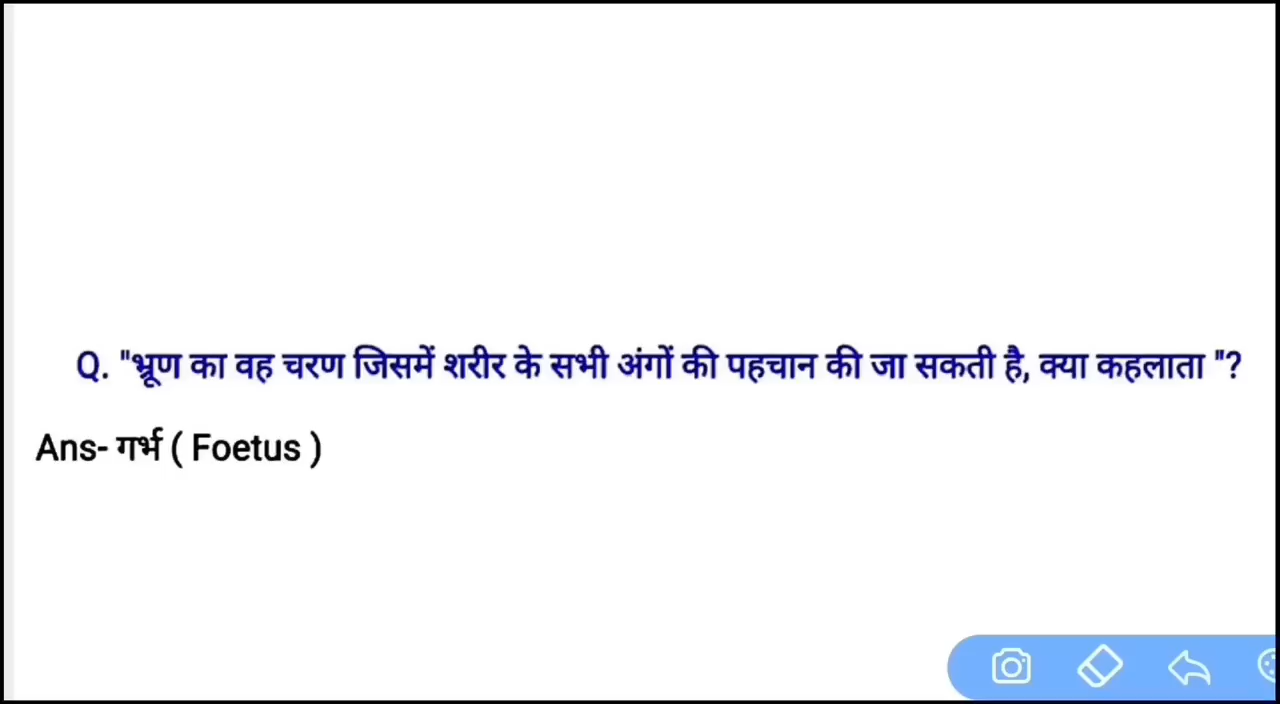 Q. "भ्रूण का वह चरण जिसमें शरीर के सभी अंगों की पहचान की जा सकती है, क्या कहलाता "?
Ans- गर्भ ( Foetus )